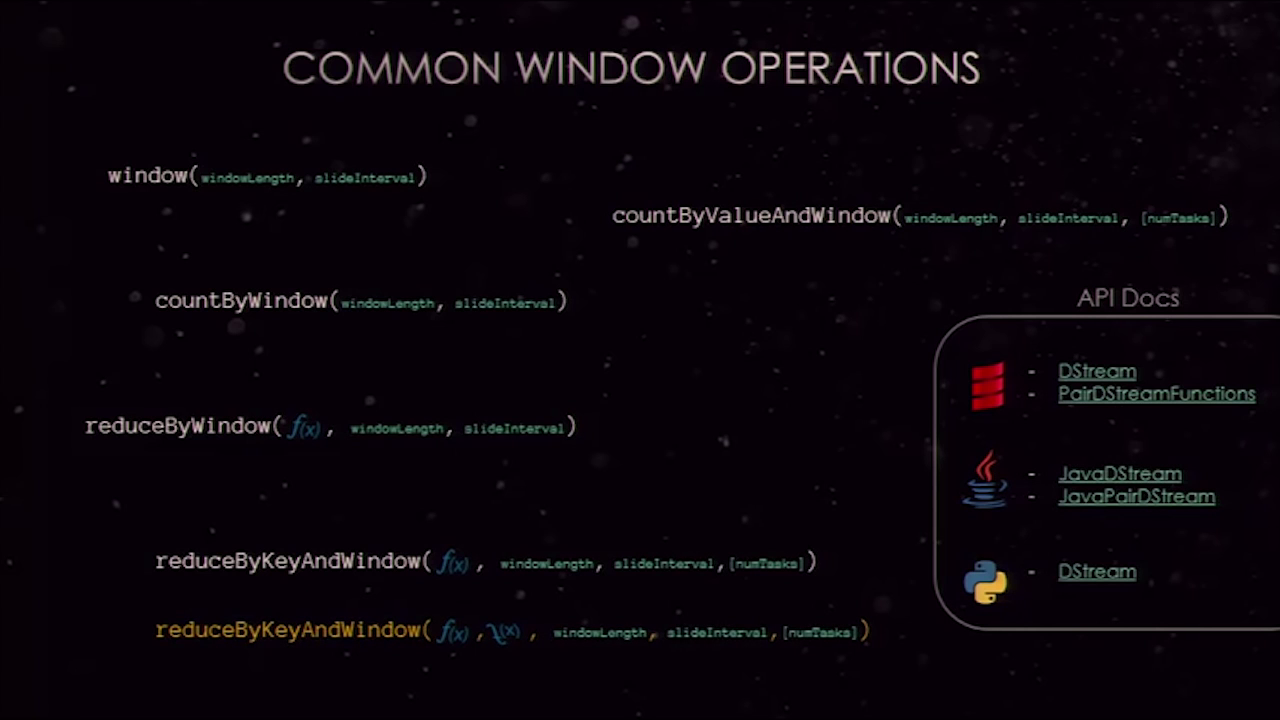 COMMON WINDOW OPERATIONS
window(windowLength, slideInterval)
countByValueAndWindow(windowLength, slideInterval, [numTasks])
countByWindow(windowLength, slideInterval)
reduceByWindow( f(x) , windowLength, slideInterval)
reduceByKeyAndWindow( f(x) , windowLength, slideInterval,[numTasks])
reduceByKeyAndWindow( f(x) , (x) , windowLength, slideInterval,[numTasks])
API Docs
- DStream
- PairDStreamFunctions
- JavaDStream
- JavaPairDStream
- DStream